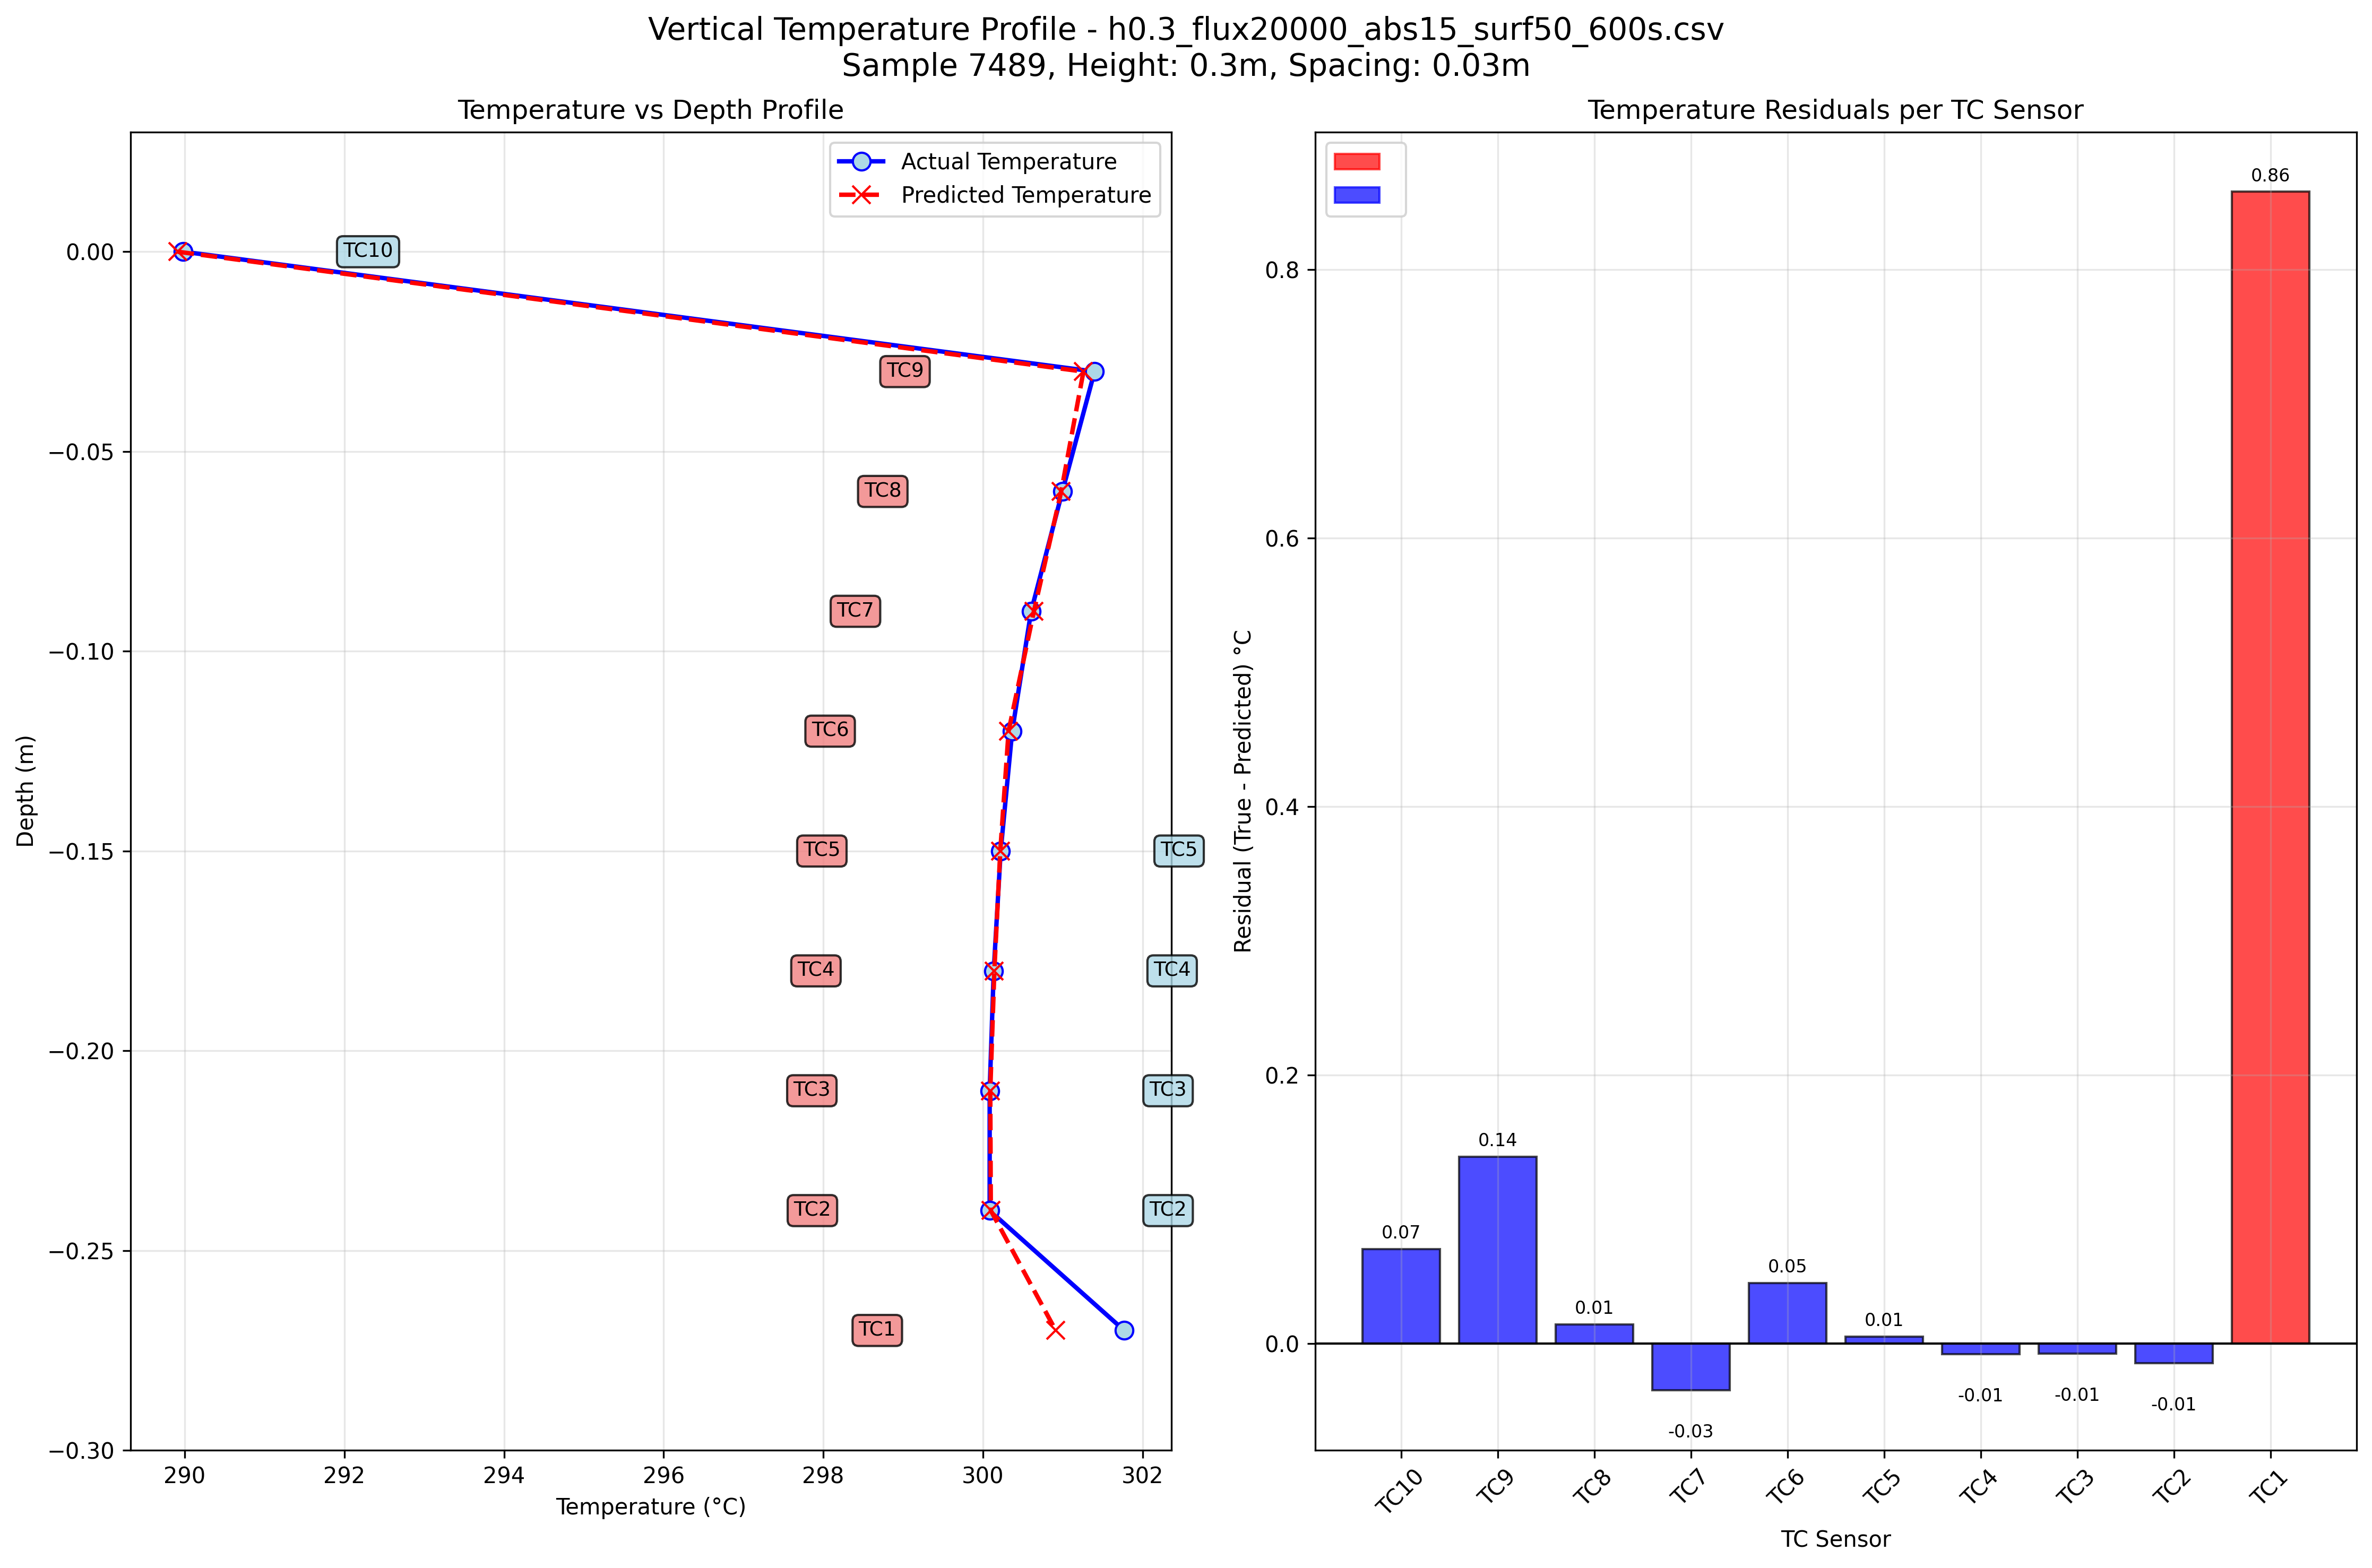 Vertical Temperature Profile - h0.3_flux20000_abs15_surf50_600s.csv
Sample 7489, Height: 0.3m, Spacing: 0.03m
Temperature vs Depth Profile
Actual Temperature
Predicted Temperature
TC10
TC9
TC8
TC7
TC6
TC5
TC5
TC4
TC4
TC3
TC3
TC2
TC2
TC1
0.00
−0.05
−0.10
−0.15
−0.20
−0.25
−0.30
Depth (m)
290 292 294 296 298 300 302
Temperature (°C)
Temperature Residuals per TC Sensor
0.86
0.14
0.07
0.01
-0.03
0.05
0.01
-0.01
-0.01
-0.01
0.8
0.6
0.4
0.2
0.0
Residual (True - Predicted) °C
TC10 TC9 TC8 TC7 TC6 TC5 TC4 TC3 TC2 TC1
TC Sensor